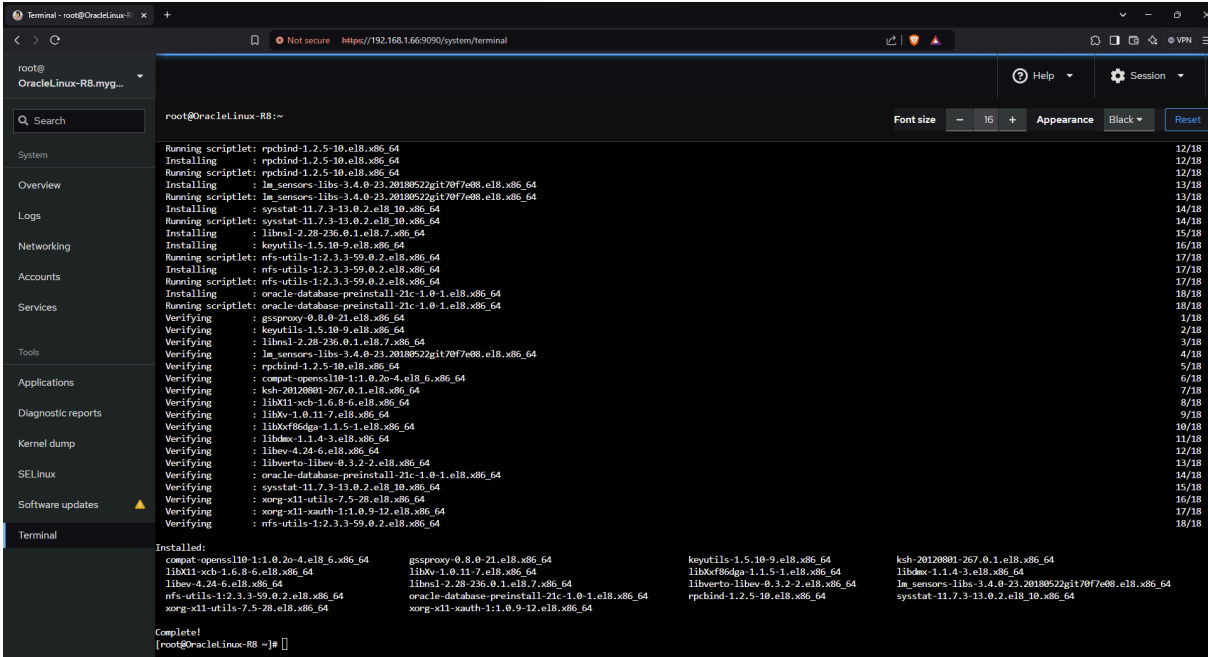 Terminal - root@OracleLinux-R8
Not secure https://192.168.1.66:9090/system/terminal
VPN
root@
OracleLinux-R8.myg...
Help
Session
Search
root@OracleLinux-R8:~
Font size − 16 + Appearance Black Reset
System
Overview
Logs
Networking
Accounts
Services
Tools
Applications
Diagnostic reports
Kernel dump
SELinux
Software updates
Terminal
Running scriptlet: rpcbind-1.2.5-10.el8.x86_64 12/18
Installing : rpcbind-1.2.5-10.el8.x86_64 12/18
Running scriptlet: rpcbind-1.2.5-10.el8.x86_64 12/18
Installing : lm_sensors-libs-3.4.0-23.20180522git70f7e08.el8.x86_64 13/18
Running scriptlet: lm_sensors-libs-3.4.0-23.20180522git70f7e08.el8.x86_64 13/18
Installing : sysstat-11.7.3-13.0.2.el8_10.x86_64 14/18
Running scriptlet: sysstat-11.7.3-13.0.2.el8_10.x86_64 14/18
Installing : libnsl-2.28-236.0.1.el8.7.x86_64 15/18
Installing : keyutils-1.5.10-9.el8.x86_64 16/18
Running scriptlet: nfs-utils-1:2.3.3-59.0.2.el8.x86_64 17/18
Installing : nfs-utils-1:2.3.3-59.0.2.el8.x86_64 17/18
Running scriptlet: nfs-utils-1:2.3.3-59.0.2.el8.x86_64 17/18
Installing : oracle-database-preinstall-21c-1.0-1.el8.x86_64 18/18
Running scriptlet: oracle-database-preinstall-21c-1.0-1.el8.x86_64 18/18
Verifying : gssproxy-0.8.0-21.el8.x86_64 1/18
Verifying : keyutils-1.5.10-9.el8.x86_64 2/18
Verifying : libnsl-2.28-236.0.1.el8.7.x86_64 3/18
Verifying : lm_sensors-libs-3.4.0-23.20180522git70f7e08.el8.x86_64 4/18
Verifying : rpcbind-1.2.5-10.el8.x86_64 5/18
Verifying : compat-openssl10-1:1.0.2o-4.el8_6.x86_64 6/18
Verifying : ksh-20120801-267.0.1.el8.x86_64 7/18
Verifying : libX11-xcb-1.6.8-6.el8.x86_64 8/18
Verifying : libXv-1.0.11-7.el8.x86_64 9/18
Verifying : libXxf86dga-1.1.5-1.el8.x86_64 10/18
Verifying : libdmx-1.1.4-3.el8.x86_64 11/18
Verifying : libev-4.24-6.el8.x86_64 12/18
Verifying : libverto-libev-0.3.2-2.el8.x86_64 13/18
Verifying : oracle-database-preinstall-21c-1.0-1.el8.x86_64 14/18
Verifying : sysstat-11.7.3-13.0.2.el8_10.x86_64 15/18
Verifying : xorg-x11-utils-7.5-28.el8.x86_64 16/18
Verifying : xorg-x11-xauth-1:1.0.9-12.el8.x86_64 17/18
Verifying : nfs-utils-1:2.3.3-59.0.2.el8.x86_64 18/18
Installed:
compat-openssl10-1:1.0.2o-4.el8_6.x86_64 gssproxy-0.8.0-21.el8.x86_64 keyutils-1.5.10-9.el8.x86_64 ksh-20120801-267.0.1.el8.x86_64
libX11-xcb-1.6.8-6.el8.x86_64 libXv-1.0.11-7.el8.x86_64 libXxf86dga-1.1.5-1.el8.x86_64 libdmx-1.1.4-3.el8.x86_64
libev-4.24-6.el8.x86_64 libnsl-2.28-236.0.1.el8.7.x86_64 libverto-libev-0.3.2-2.el8.x86_64 lm_sensors-libs-3.4.0-23.20180522git70f7e08.el8.x86_64
nfs-utils-1:2.3.3-59.0.2.el8.x86_64 oracle-database-preinstall-21c-1.0-1.el8.x86_64 rpcbind-1.2.5-10.el8.x86_64 sysstat-11.7.3-13.0.2.el8_10.x86_64
xorg-x11-utils-7.5-28.el8.x86_64 xorg-x11-xauth-1:1.0.9-12.el8.x86_64
Complete!
[root@OracleLinux-R8 ~]#